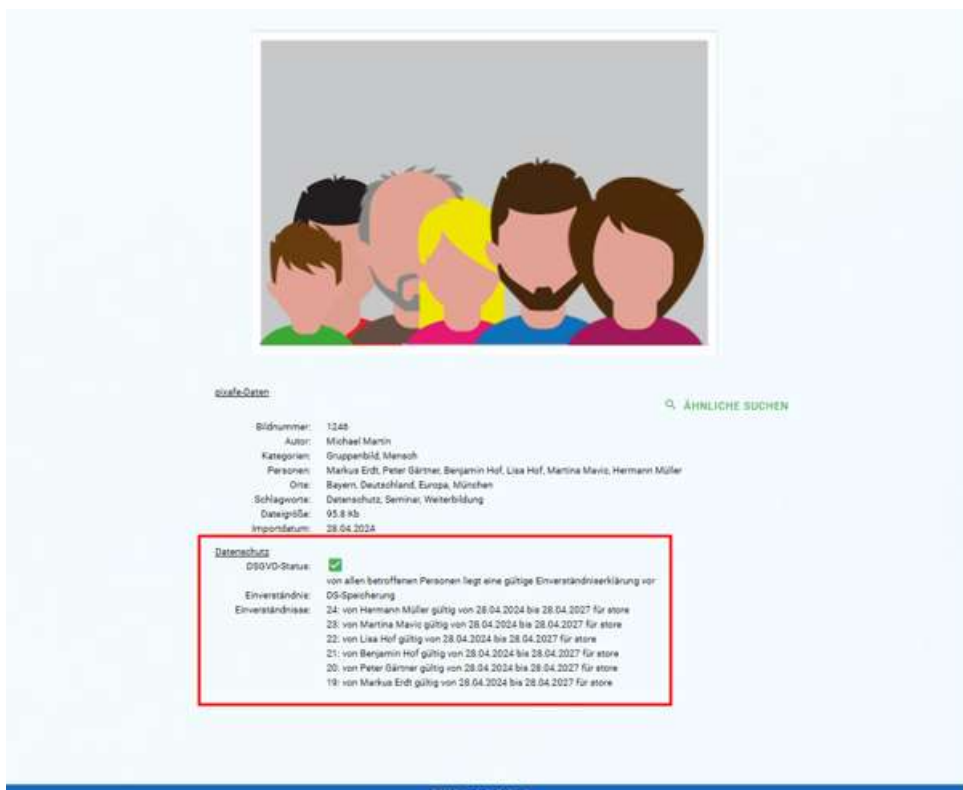 pixafe-Daten
ÄHNLICHE SUCHEN
Bildnummer: 1246
Autor: Michael Martin
Kategorien: Gruppenbild, Mensch
Personen: Markus Erdt, Peter Gärtner, Benjamin Hof, Lisa Hof, Martina Mavic, Hermann Müller
Orte: Bayern, Deutschland, Europa, München
Schlagworte: Datenschutz, Seminar, Weiterbildung
Dateigröße: 95.8 Kb
Importdatum: 28.04.2024
Datenschutz
DSGVO-Status:
von allen betroffenen Personen liegt eine gültige Einverständniserklärung vor
Einverständnis: DS-Speicherung
Einverständnisse: 24: von Hermann Müller gültig von 28.04.2024 bis 28.04.2027 für store
23: von Martina Mavic gültig von 28.04.2024 bis 28.04.2027 für store
22: von Lisa Hof gültig von 28.04.2024 bis 28.04.2027 für store
21: von Benjamin Hof gültig von 28.04.2024 bis 28.04.2027 für store
20: von Peter Gärtner gültig von 28.04.2024 bis 28.04.2027 für store
19: von Markus Erdt gültig von 28.04.2024 bis 28.04.2027 für store